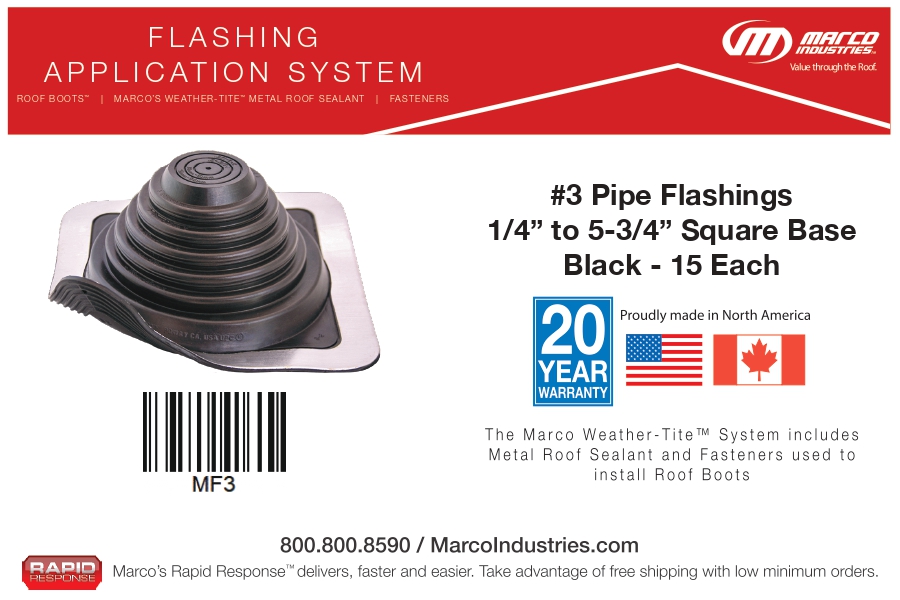 FLASHING
APPLICATION SYSTEM
ROOF BOOTS™ | MARCO'S WEATHER-TITE™ METAL ROOF SEALANT | FASTENERS
MARCO
INDUSTRIES™
Value through the Roof.
#3 Pipe Flashings
1/4” to 5-3/4” Square Base
Black - 15 Each
20
YEAR
WARRANTY
Proudly made in North America
The Marco Weather-Tite™ System includes
Metal Roof Sealant and Fasteners used to
install Roof Boots
MF3
800.800.8590 / MarcoIndustries.com
RAPID
RESPONSE
Marco's Rapid Response™ delivers, faster and easier. Take advantage of free shipping with low minimum orders.